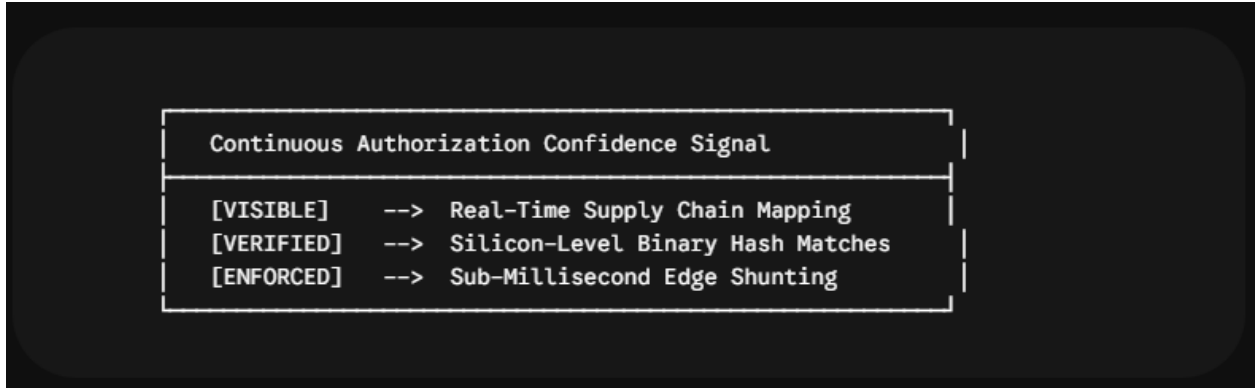 Continuous Authorization Confidence Signal
[VISIBLE] --> Real-Time Supply Chain Mapping
[VERIFIED] --> Silicon-Level Binary Hash Matches
[ENFORCED] --> Sub-Millisecond Edge Shunting